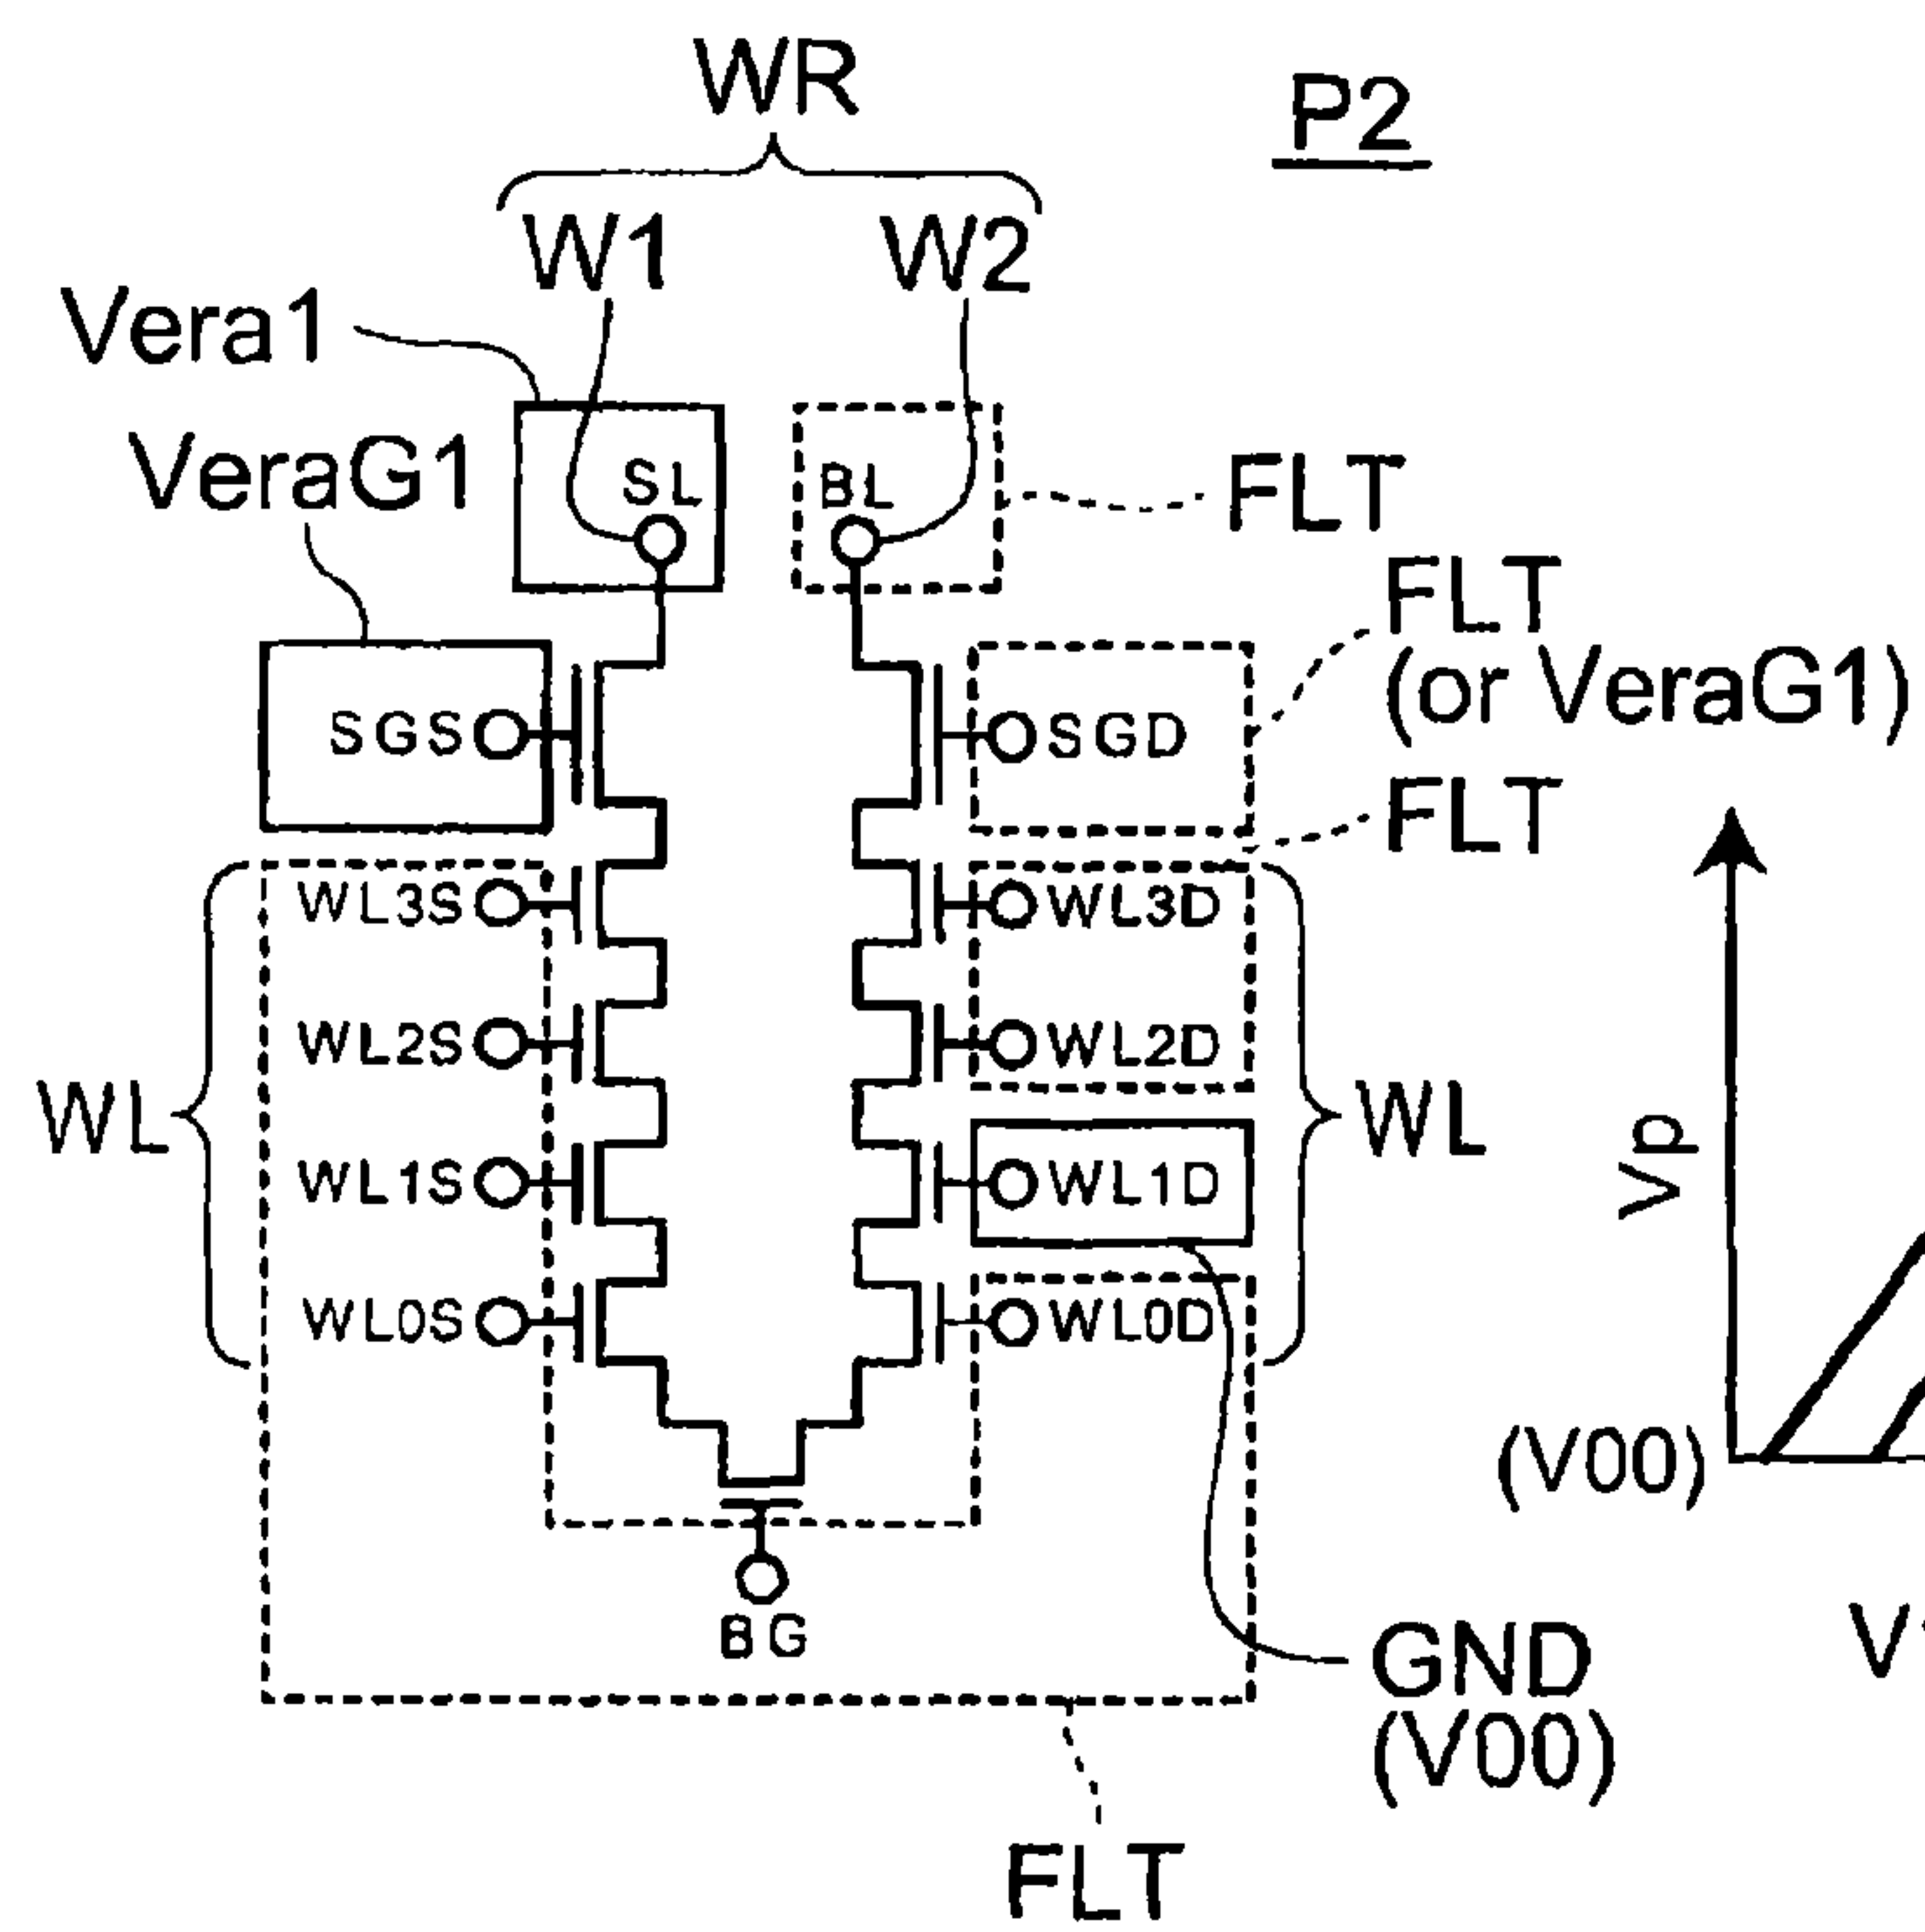 WR
P2
W1 W2
Vera1
VeraG1
SL BL
FLT
FLT
(or VeraG1)
SGS SGD
FLT
WL3S WL3D
WL2S WL2D
WL WL
Vp
WL1S WL1D
WL0S WL0D
(V00)
BG
GND
(V00)
FLT